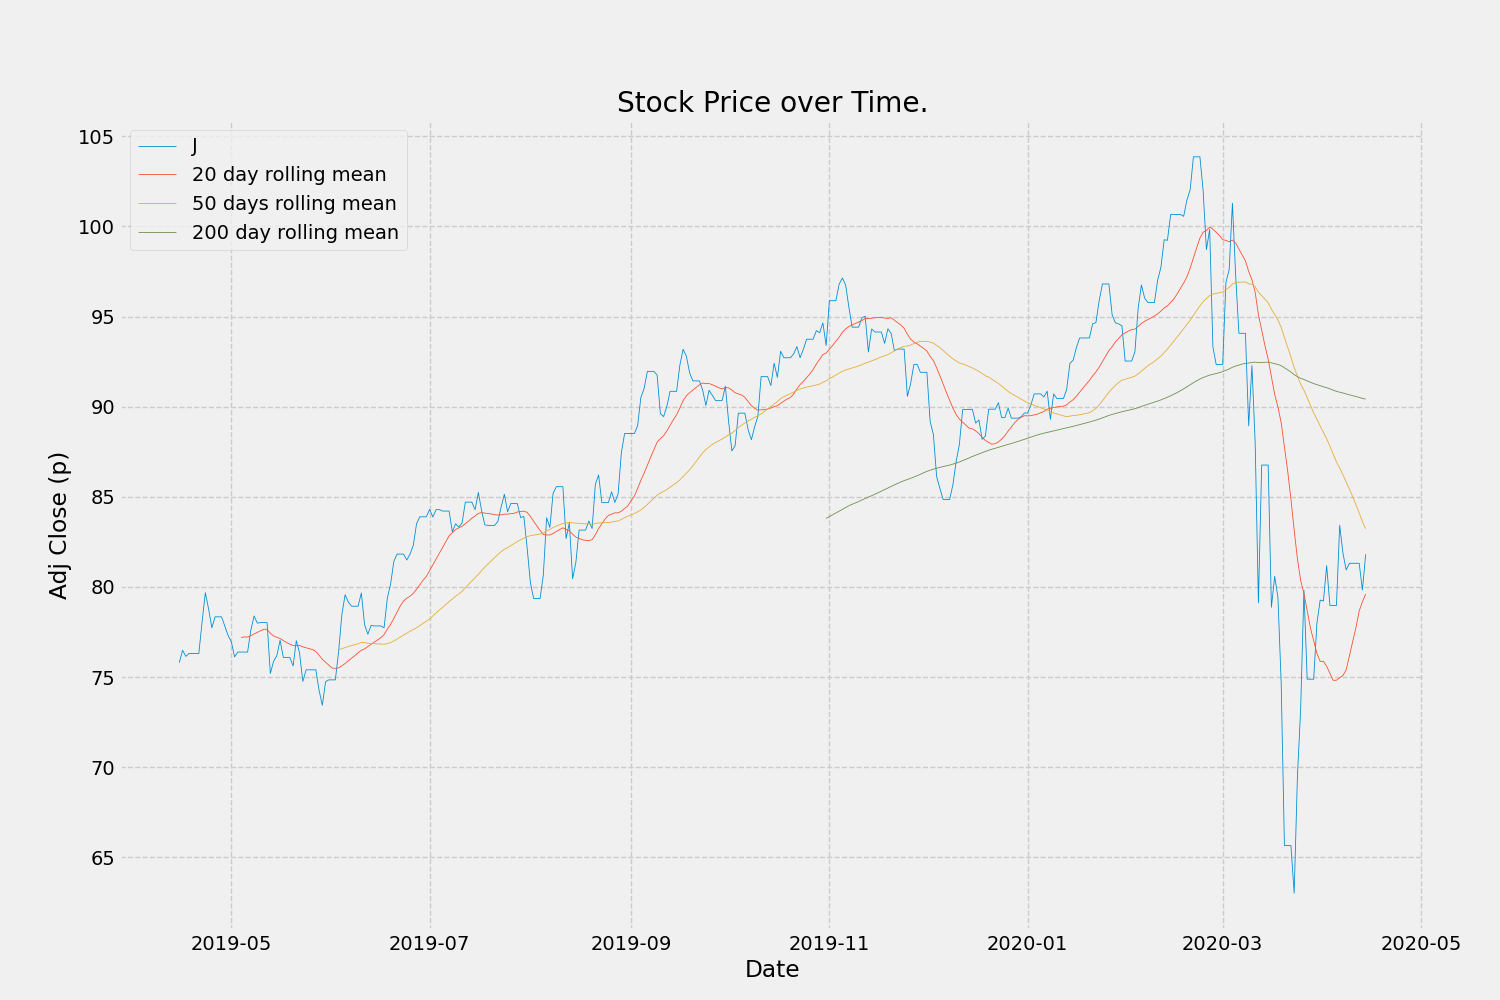 Stock Price over Time.
105
100
95
90
85
80
75
70
65
Adj Close (p)
J
20 day rolling mean
50 days rolling mean
200 day rolling mean
2019-05 2019-07 2019-09 2019-11 2020-01 2020-03 2020-05
Date